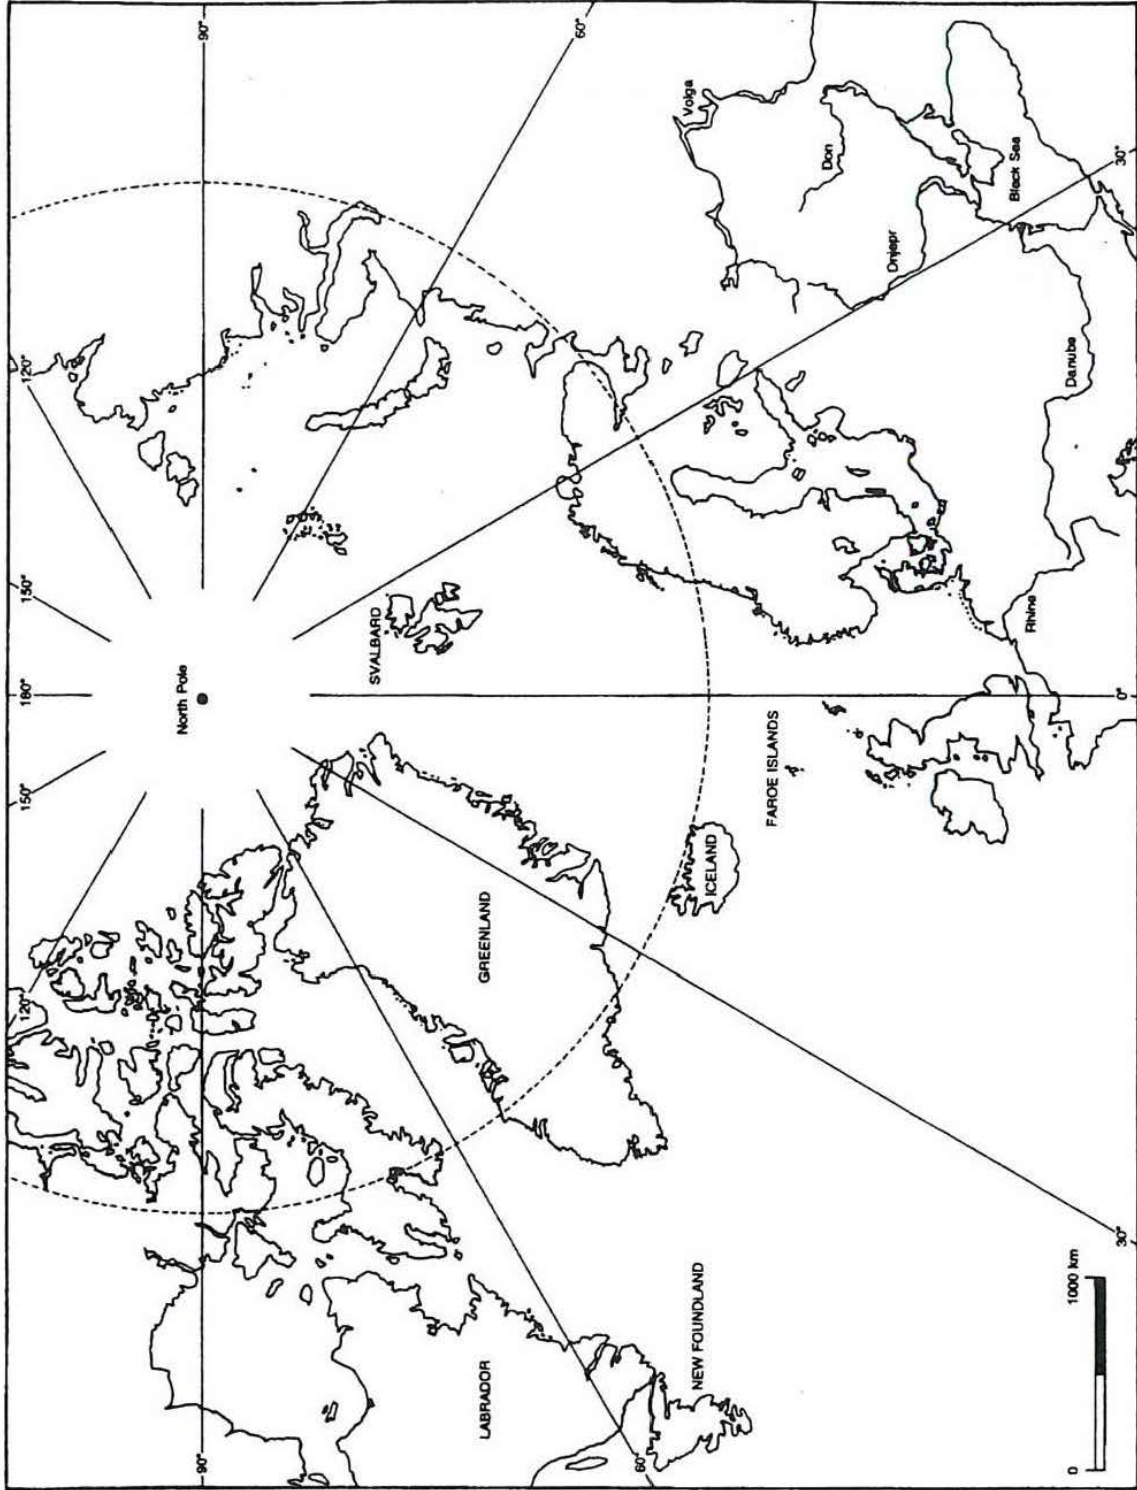 90°
120°
150°
180°
150°
120°
90°
60°
30°
0°
30°
60°
North Pole
SVALBARD
GREENLAND
ICELAND
FAROE ISLANDS
LABRADOR
NEW FOUNDLAND
Volga
Don
Dnjepr
Black Sea
Danube
Rhine
0
1000 km